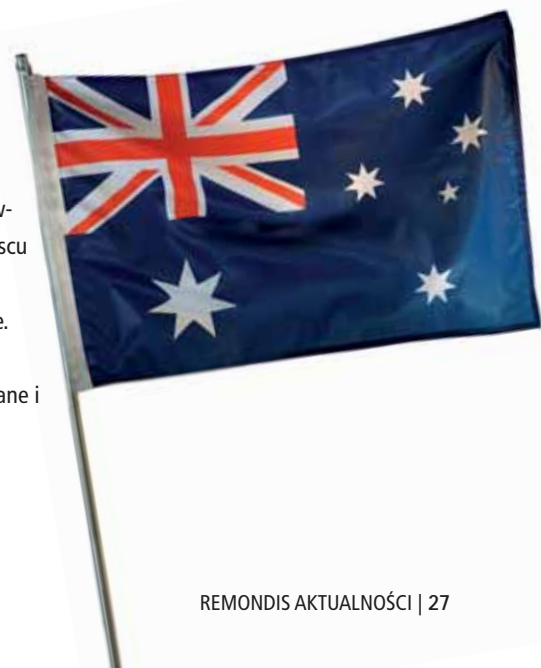 w-
scu
e.
ane i
REMONDIS AKTUALNOŚCI | 27